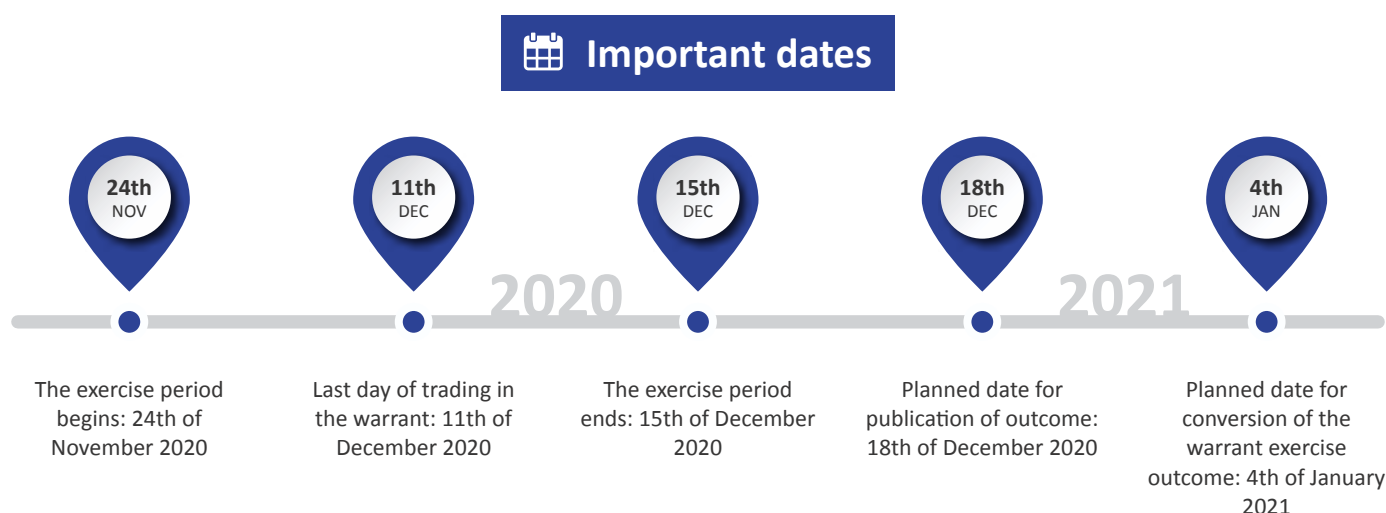 Important dates
24th
NOV
11th
DEC
15th
DEC
18th
DEC
4th
JAN
2020
2021
The exercise period
begins: 24th of
November 2020
Last day of trading in
the warrant: 11th of
December 2020
The exercise period
ends: 15th of December
2020
Planned date for
publication of outcome:
18th of December 2020
Planned date for
conversion of the
warrant exercise
outcome: 4th of January
2021